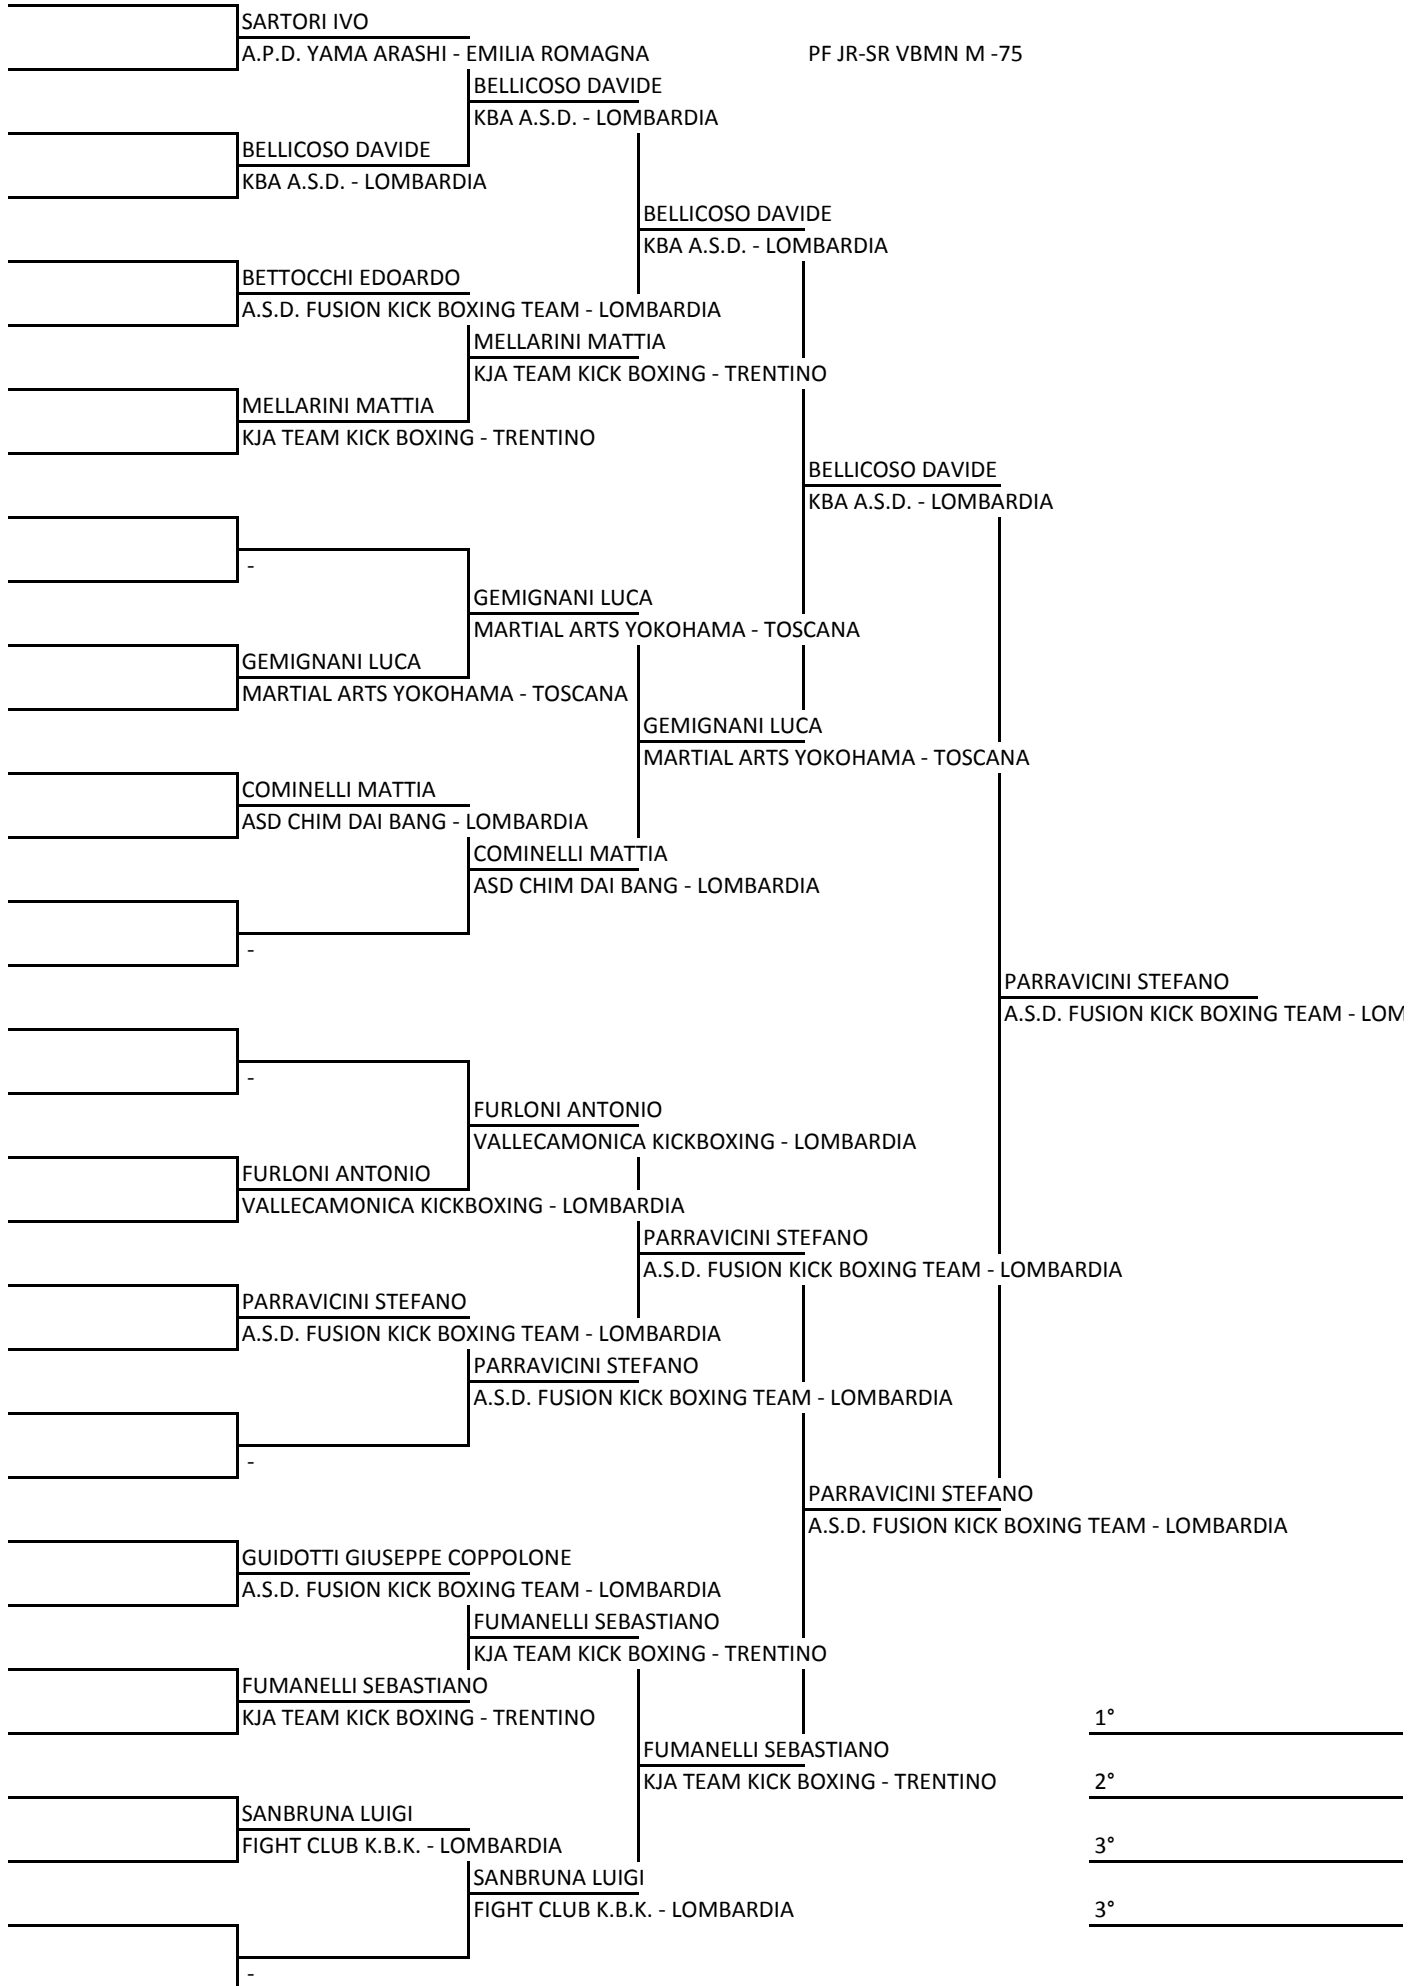 SARTORI IVO
A.P.D. YAMA ARASHI - EMILIA ROMAGNA
PF JR-SR VBMN M -75
BELLICOSO DAVIDE
KBA A.S.D. - LOMBARDIA
BELLICOSO DAVIDE
KBA A.S.D. - LOMBARDIA
BELLICOSO DAVIDE
KBA A.S.D. - LOMBARDIA
BETTOCCHI EDOARDO
A.S.D. FUSION KICK BOXING TEAM - LOMBARDIA
MELLARINI MATTIA
KJA TEAM KICK BOXING - TRENTINO
MELLARINI MATTIA
KJA TEAM KICK BOXING - TRENTINO
BELLICOSO DAVIDE
KBA A.S.D. - LOMBARDIA
-
GEMIGNANI LUCA
MARTIAL ARTS YOKOHAMA - TOSCANA
GEMIGNANI LUCA
MARTIAL ARTS YOKOHAMA - TOSCANA
GEMIGNANI LUCA
MARTIAL ARTS YOKOHAMA - TOSCANA
COMINELLI MATTIA
ASD CHIM DAI BANG - LOMBARDIA
COMINELLI MATTIA
ASD CHIM DAI BANG - LOMBARDIA
-
PARRAVICINI STEFANO
A.S.D. FUSION KICK BOXING TEAM - LOM
-
FURLONI ANTONIO
VALLECAMONICA KICKBOXING - LOMBARDIA
FURLONI ANTONIO
VALLECAMONICA KICKBOXING - LOMBARDIA
PARRAVICINI STEFANO
A.S.D. FUSION KICK BOXING TEAM - LOMBARDIA
PARRAVICINI STEFANO
A.S.D. FUSION KICK BOXING TEAM - LOMBARDIA
PARRAVICINI STEFANO
A.S.D. FUSION KICK BOXING TEAM - LOMBARDIA
-
PARRAVICINI STEFANO
A.S.D. FUSION KICK BOXING TEAM - LOMBARDIA
GUIDOTTI GIUSEPPE COPPOLONE
A.S.D. FUSION KICK BOXING TEAM - LOMBARDIA
FUMANELLI SEBASTIANO
KJA TEAM KICK BOXING - TRENTINO
FUMANELLI SEBASTIANO
KJA TEAM KICK BOXING - TRENTINO
1°
FUMANELLI SEBASTIANO
KJA TEAM KICK BOXING - TRENTINO
2°
SANBRUNA LUIGI
FIGHT CLUB K.B.K. - LOMBARDIA
3°
SANBRUNA LUIGI
FIGHT CLUB K.B.K. - LOMBARDIA
3°
-